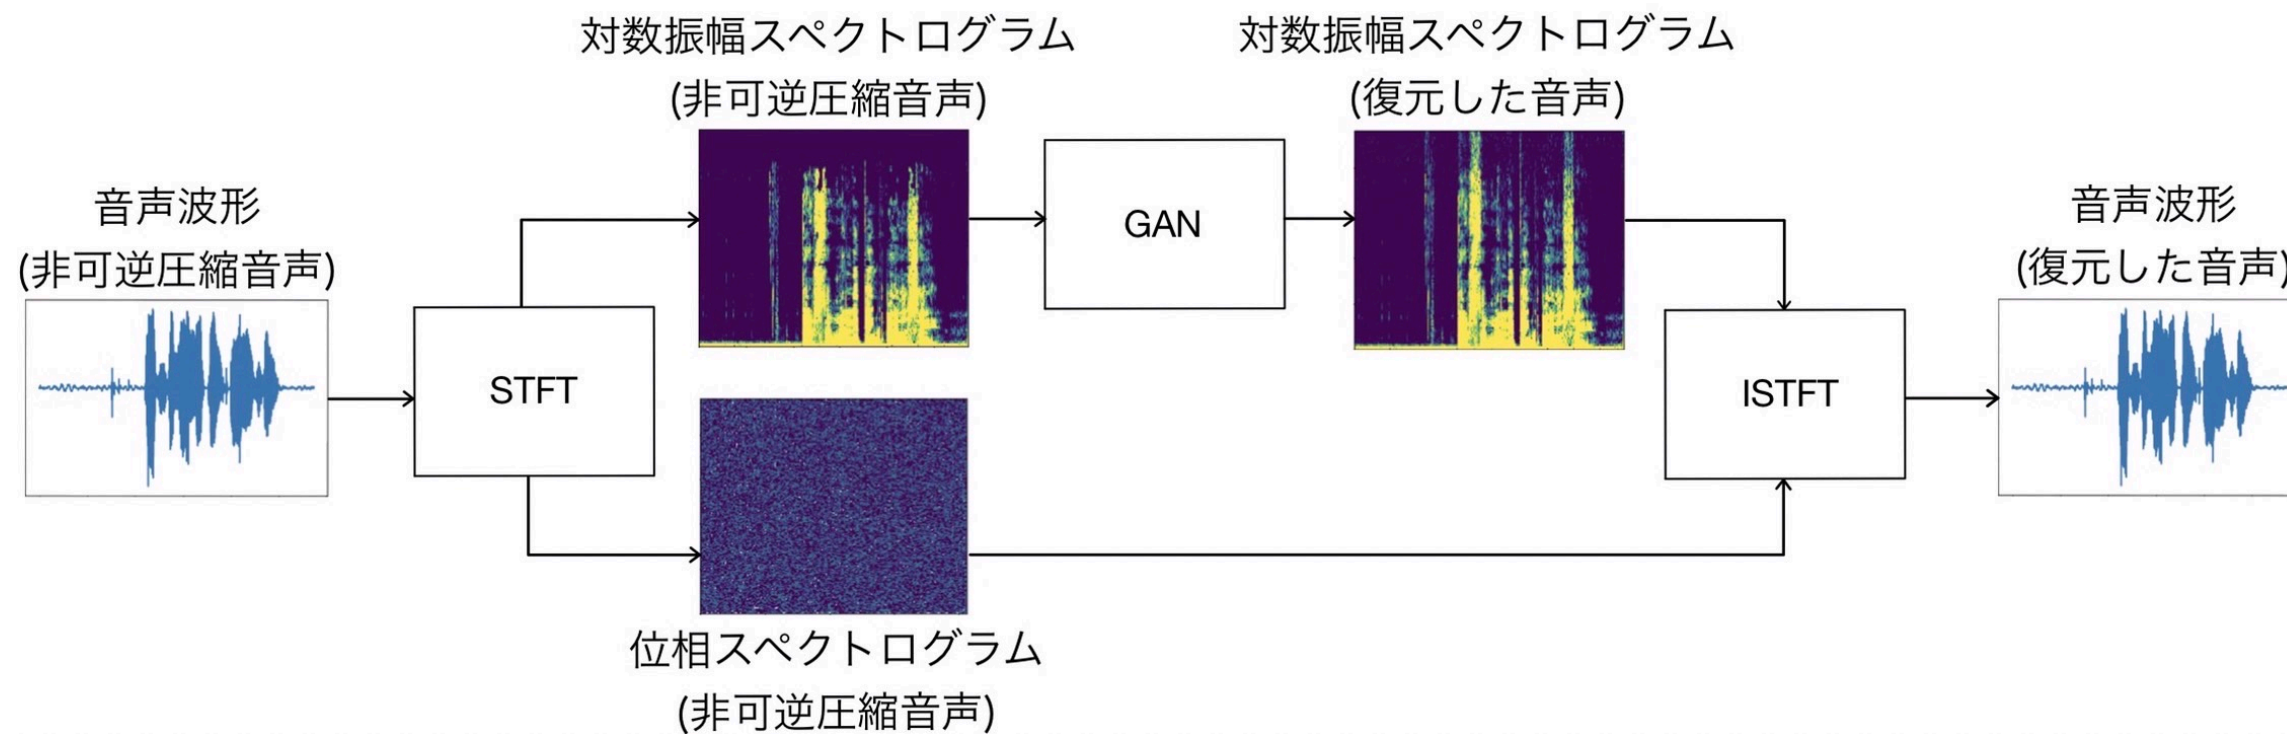 対数振幅スペクトログラム
(非可逆圧縮音声)
対数振幅スペクトログラム
(復元した音声)
音声波形
(非可逆圧縮音声)
GAN
音声波形
(復元した音声)
STFT
ISTFT
位相スペクトログラム
(非可逆圧縮音声)